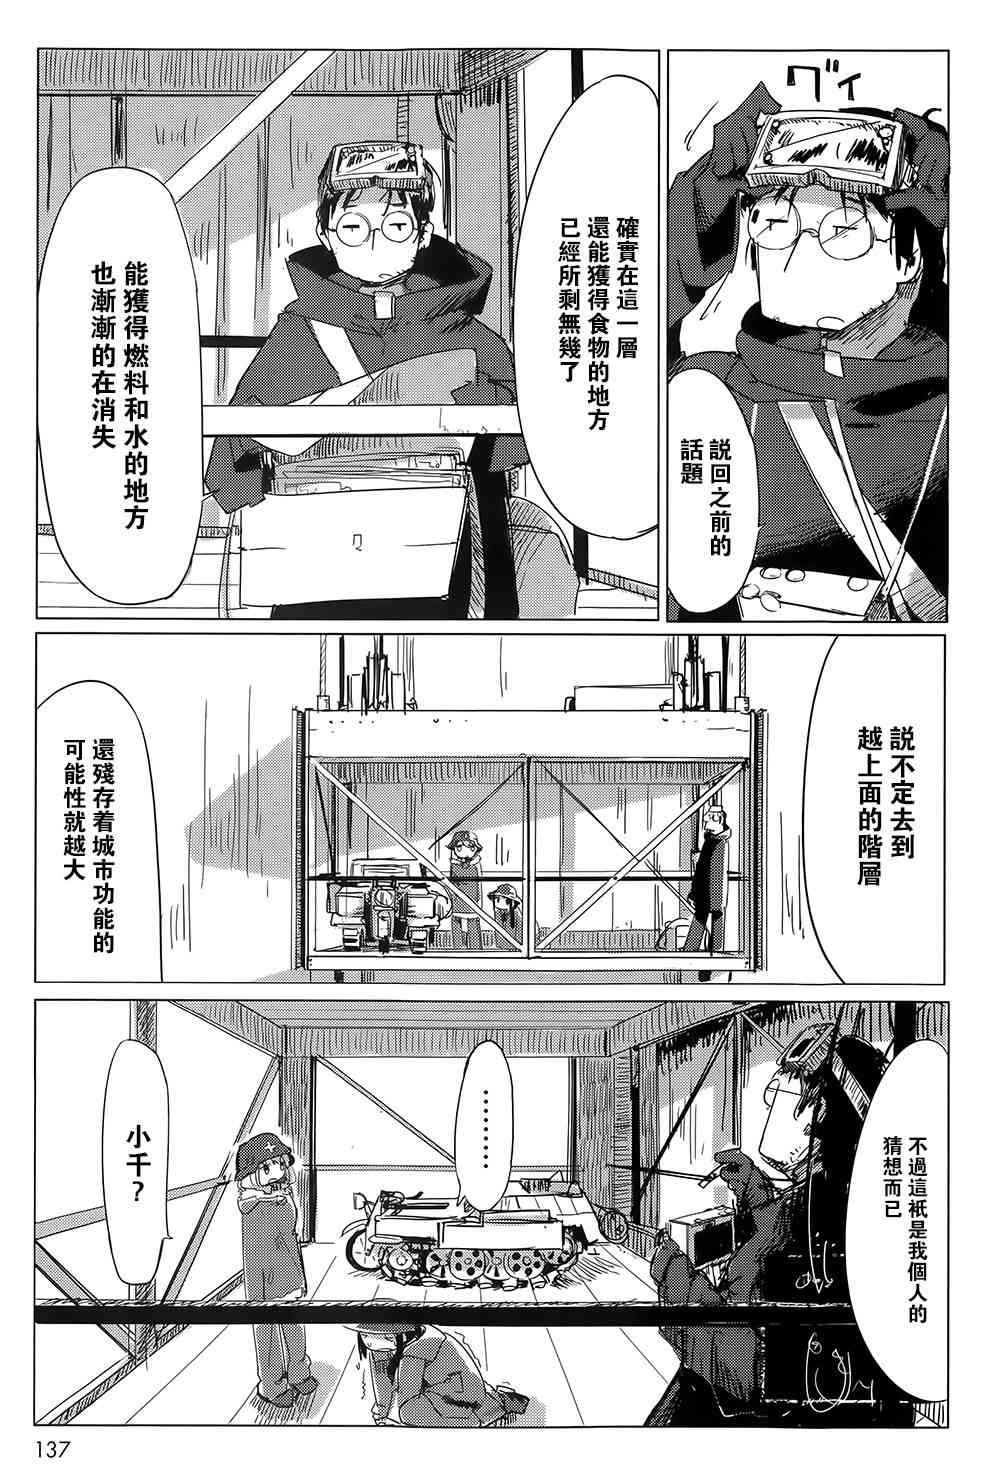 グイ
説回之前的
話題
確實在這一層
還能獲得食物的地方
已經所剩無幾了
能獲得燃料和水的地方
也漸漸的在消失
説不定去到
越上面的階層
還殘存着城市功能的
可能性就越大
不過這衹是我個人的
猜想而已
………
小千？
137